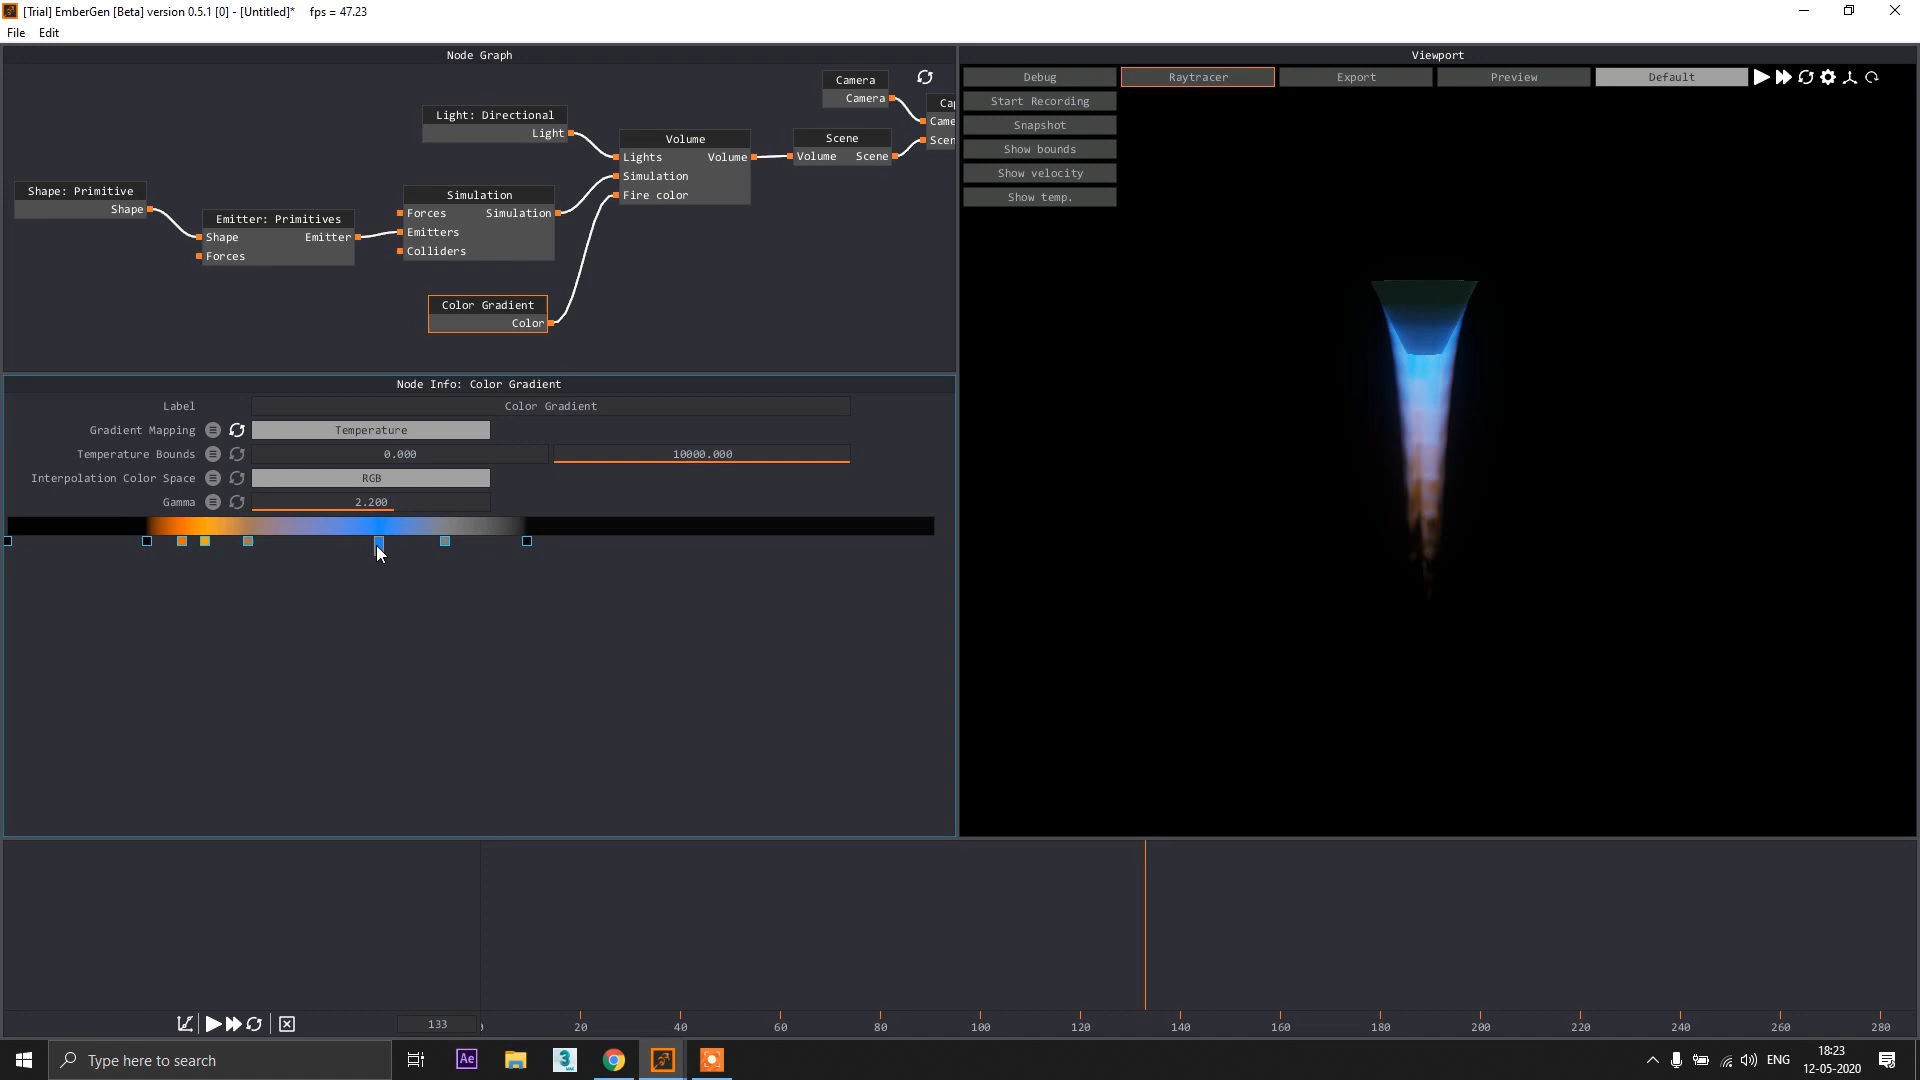 [Trial] EmberGen [Beta] version 0.5.1 [0] - [Untitled]* fps = 47.23
File Edit
Node Graph
Camera
Camera
Light: Directional
Light
Volume
Lights Volume
Simulation
Fire color
Scene
Volume Scene
Shape: Primitive
Shape
Emitter: Primitives
Shape Emitter
Forces
Simulation
Forces Simulation
Emitters
Colliders
Color Gradient
Color
Node Info: Color Gradient
Label Color Gradient
Gradient Mapping Temperature
Temperature Bounds 0.000 10000.000
Interpolation Color Space RGB
Gamma 2.200
Viewport
Debug Raytracer Export Preview Default
Start Recording
Snapshot
Show bounds
Show velocity
Show temp.
133 20 40 60 80 100 120 140 160 180 200 220 240 260 280
Type here to search
Ae
3
ENG
18:23
12-05-2020